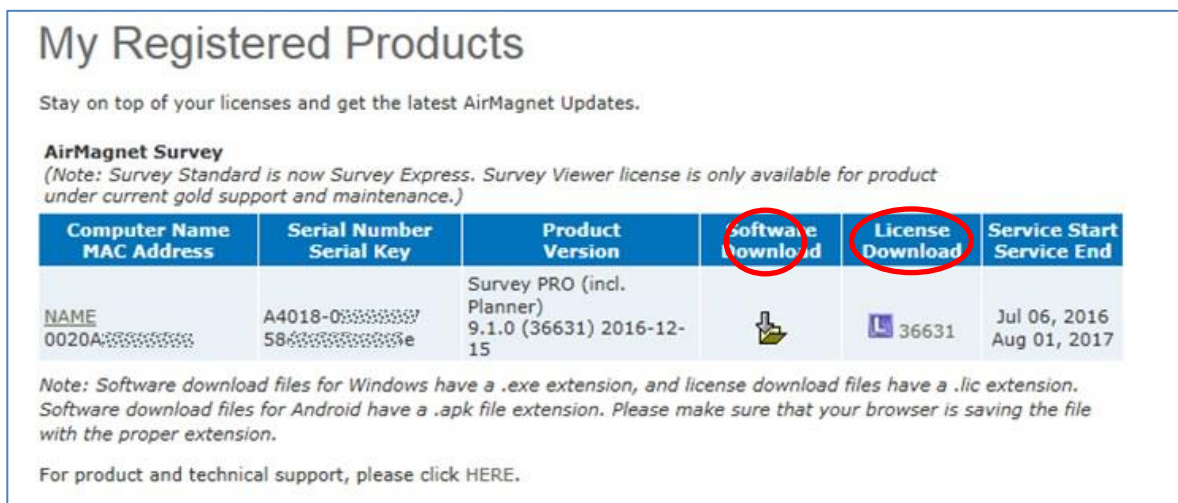 My Registered Products
Stay on top of your licenses and get the latest AirMagnet Updates.
AirMagnet Survey
(Note: Survey Standard is now Survey Express. Survey Viewer license is only available for product
under current gold support and maintenance.)
Computer Name
MAC Address
Serial Number
Serial Key
Product
Version
Software
Download
License
Download
Service Start
Service End
NAME
0020A
A4018-0
58 e
Survey PRO (incl.
Planner)
9.1.0 (36631) 2016-12-
15
L 36631
Jul 06, 2016
Aug 01, 2017
Note: Software download files for Windows have a .exe extension, and license download files have a .lic extension.
Software download files for Android have a .apk file extension. Please make sure that your browser is saving the file
with the proper extension.
For product and technical support, please click HERE.